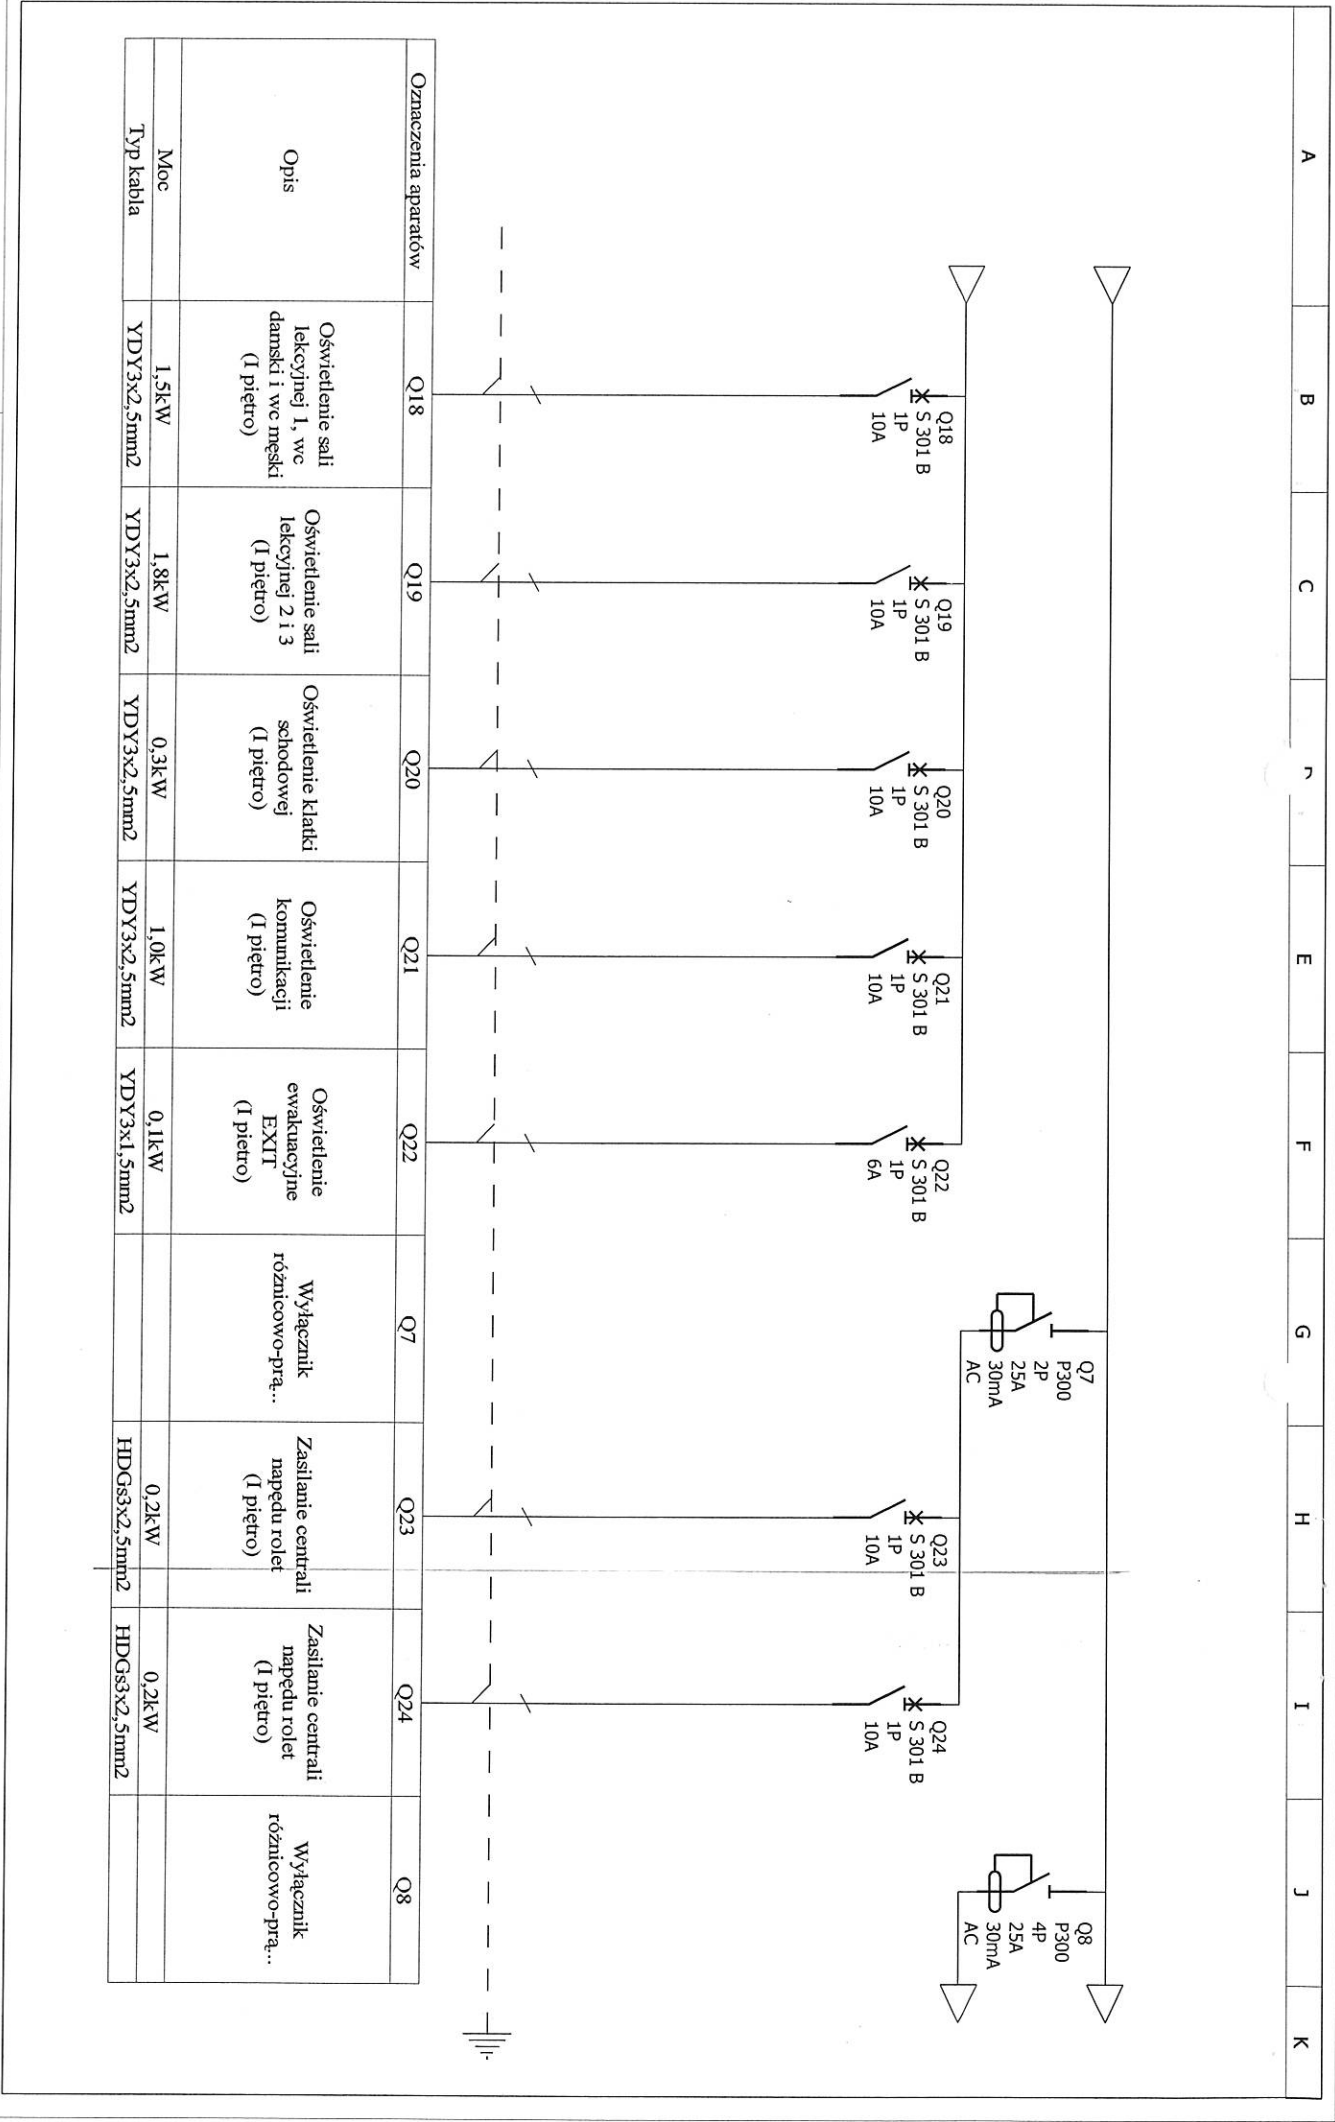 A
B
C
E
F
G
H
I
J
K
Q18
S 301 B
1P
10A
Q19
S 301 B
1P
10A
Q20
S 301 B
1P
10A
Q21
S 301 B
1P
10A
Q22
S 301 B
1P
6A
Q7
P300
2P
25A
30mA
AC
Q23
S 301 B
1P
10A
Q24
S 301 B
1P
10A
Q8
P300
4P
25A
30mA
AC
Oznaczenia aparatów
Q18
Q19
Q20
Q21
Q22
Q7
Q23
Q24
Q8
Opis
Oświetlenie sali
lekcyjnej 1, wc
damski i wc męski
(I piętro)
Oświetlenie sali
lekcyjnej 2 i 3
(I piętro)
Oświetlenie klatki
schodowej
(I piętro)
Oświetlenie
komunikacji
(I piętro)
Oświetlenie
ewakuacyjne
EXIT
(I pietro)
Wyłącznik
różnicowo-prą...
Zasilanie centrali
napędu rolet
(I piętro)
Zasilanie centrali
napędu rolet
(I piętro)
Wyłącznik
różnicowo-prą...
Moc
1,5kW
1,8kW
0,3kW
1,0kW
0,1kW
0,2kW
0,2kW
Typ kabla
YDY3x2,5mm2
YDY3x2,5mm2
YDY3x2,5mm2
YDY3x2,5mm2
YDY3x1,5mm2
HDGs3x2,5mm2
HDGs3x2,5mm2